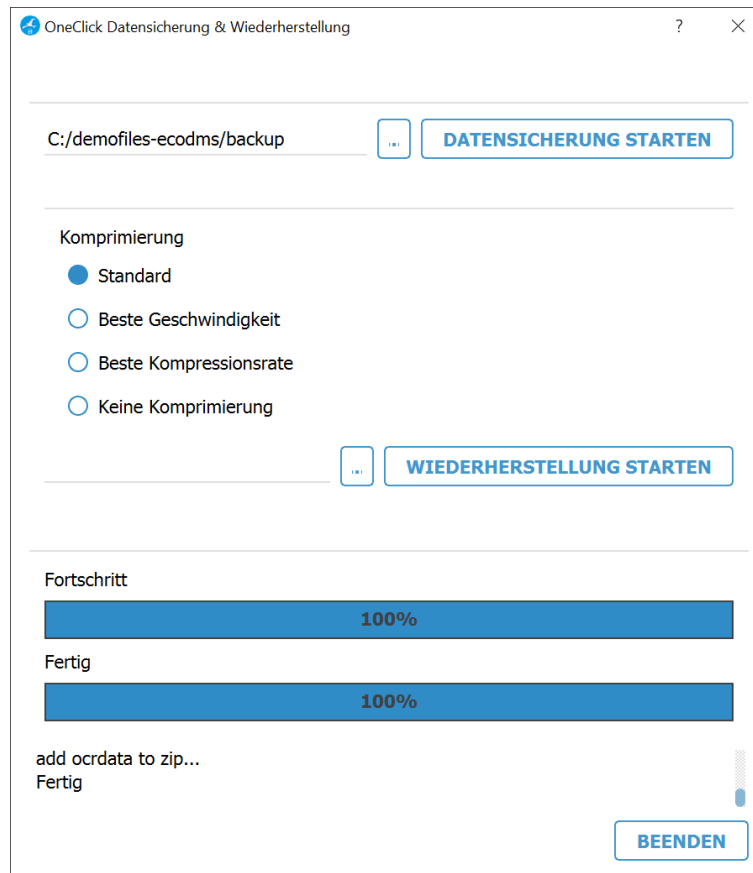 OneClick Datensicherung & Wiederherstellung ?
C:/demofiles-ecodms/backup ... DATENSICHERUNG STARTEN
Komprimierung
Standard
Beste Geschwindigkeit
Beste Kompressionsrate
Keine Komprimierung
... WIEDERHERSTELLUNG STARTEN
Fortschritt
100%
Fertig
100%
add ocrdata to zip...
Fertig
BEENDEN